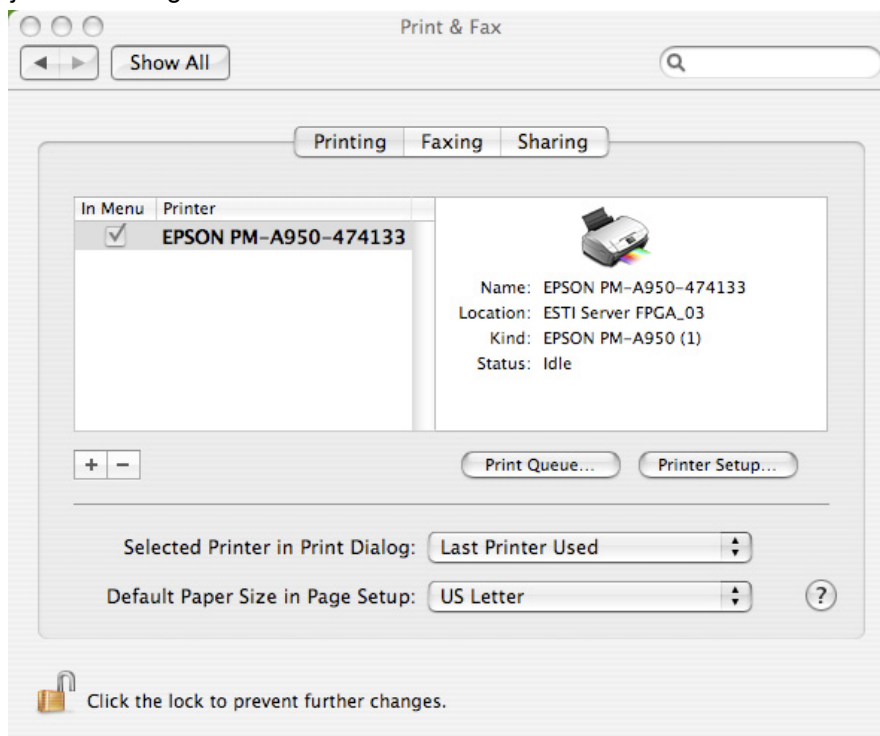 Print & Fax
Show All
Printing Faxing Sharing
In Menu Printer
EPSON PM-A950-474133
Name: EPSON PM-A950-474133
Location: ESTI Server FPGA_03
Kind: EPSON PM-A950 (1)
Status: Idle
+ −
Print Queue... Printer Setup...
Selected Printer in Print Dialog: Last Printer Used
Default Paper Size in Page Setup: US Letter
?
Click the lock to prevent further changes.